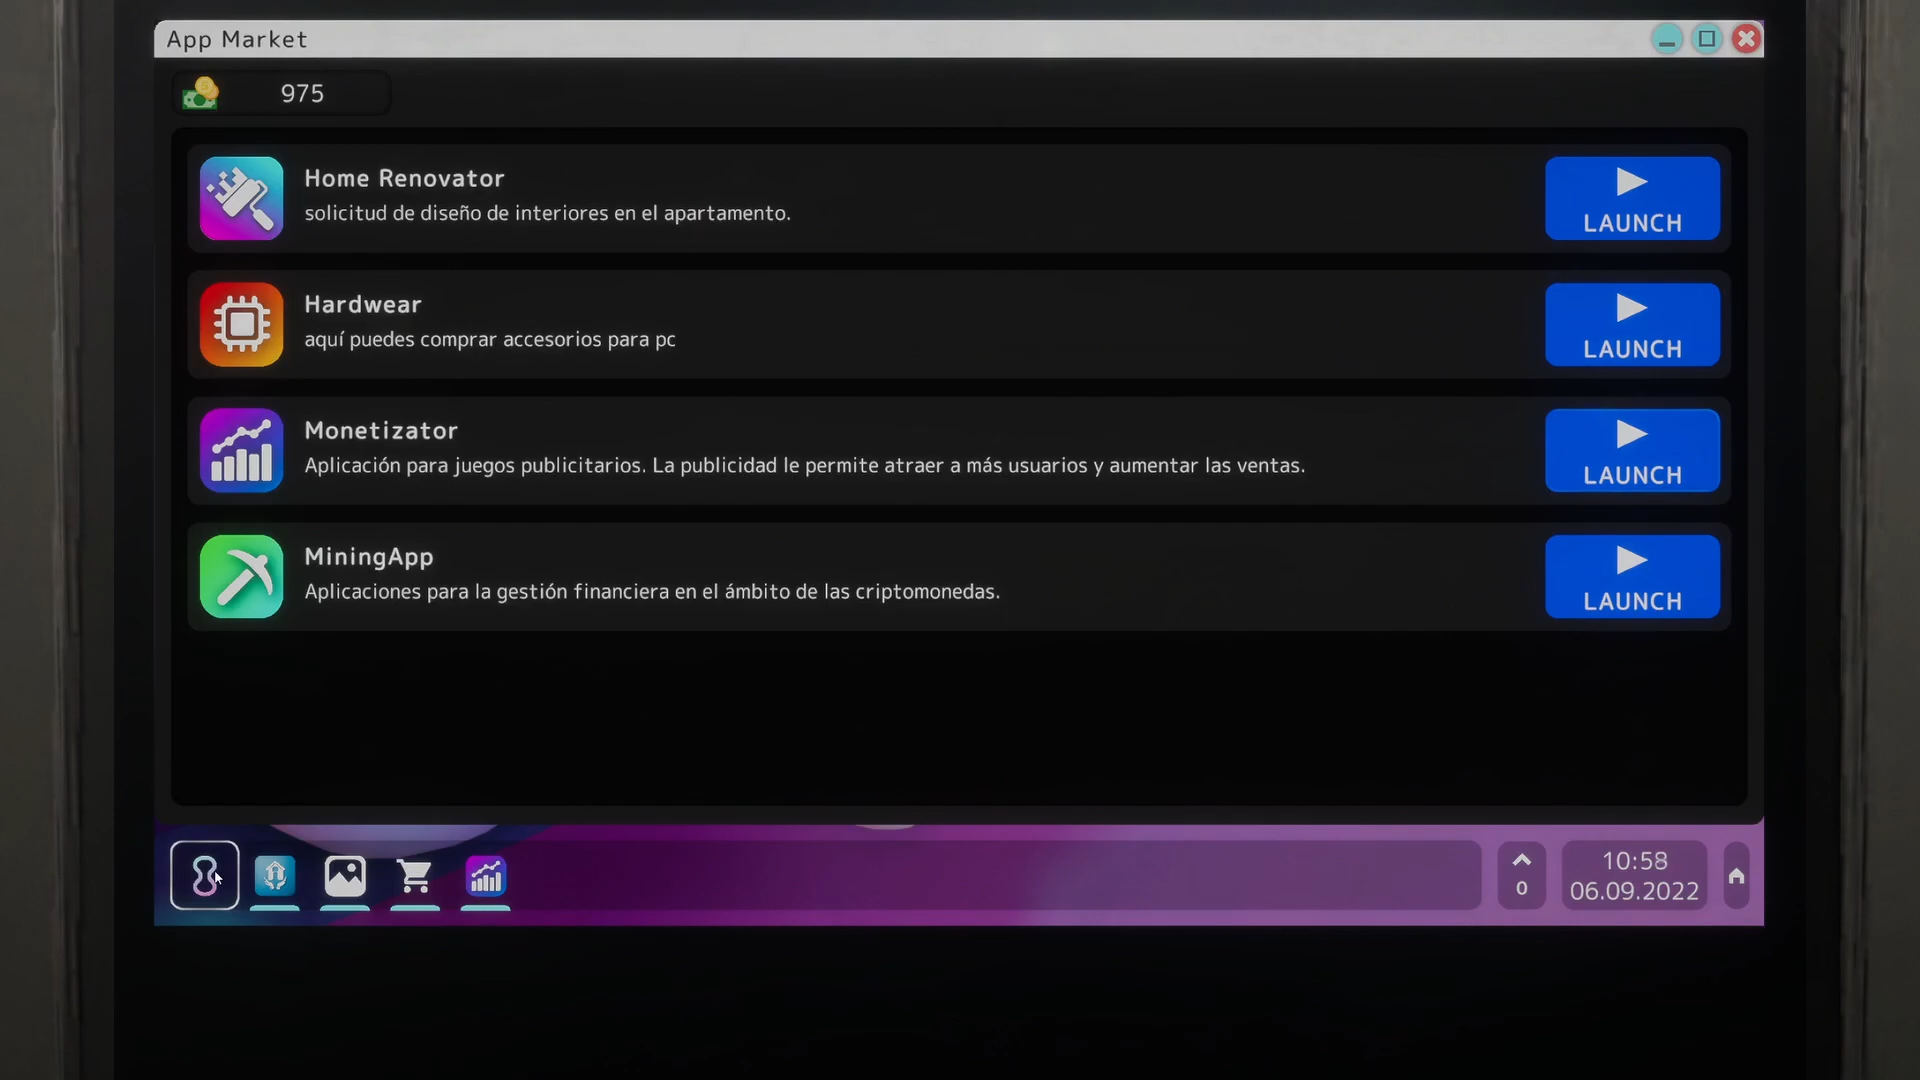 App Market
975
Home Renovator
solicitud de diseño de interiores en el apartamento.
LAUNCH
Hardwear
aquí puedes comprar accesorios para pc
LAUNCH
Monetizator
Aplicación para juegos publicitarios. La publicidad le permite atraer a más usuarios y aumentar las ventas.
LAUNCH
MiningApp
Aplicaciones para la gestión financiera en el ámbito de las criptomonedas.
LAUNCH
0
10:58
06.09.2022